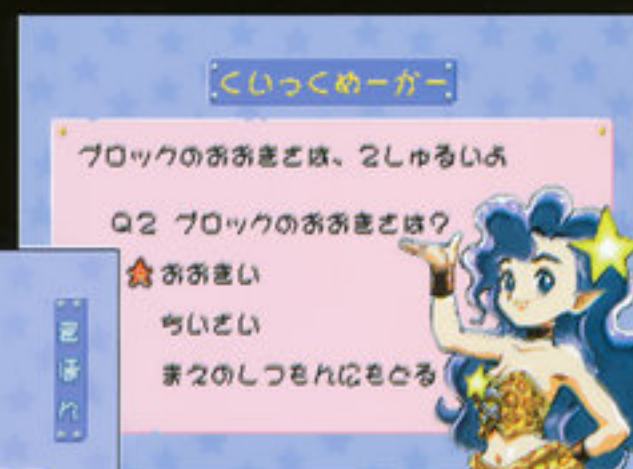 くいっくめーかー
ブロックのおおきさは、2しゅるいよ
Q2 ブロックのおおきさは?
おおきい
ちいさい
まえのしつもんにもどる
きほん